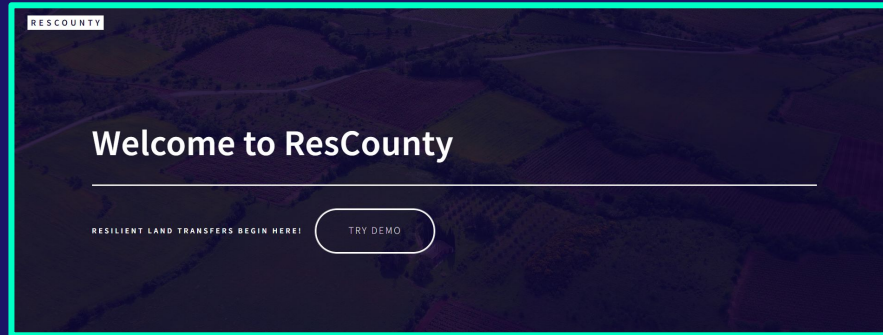 RESCOUNTY
Welcome to ResCounty
RESILIENT LAND TRANSFERS BEGIN HERE! TRY DEMO